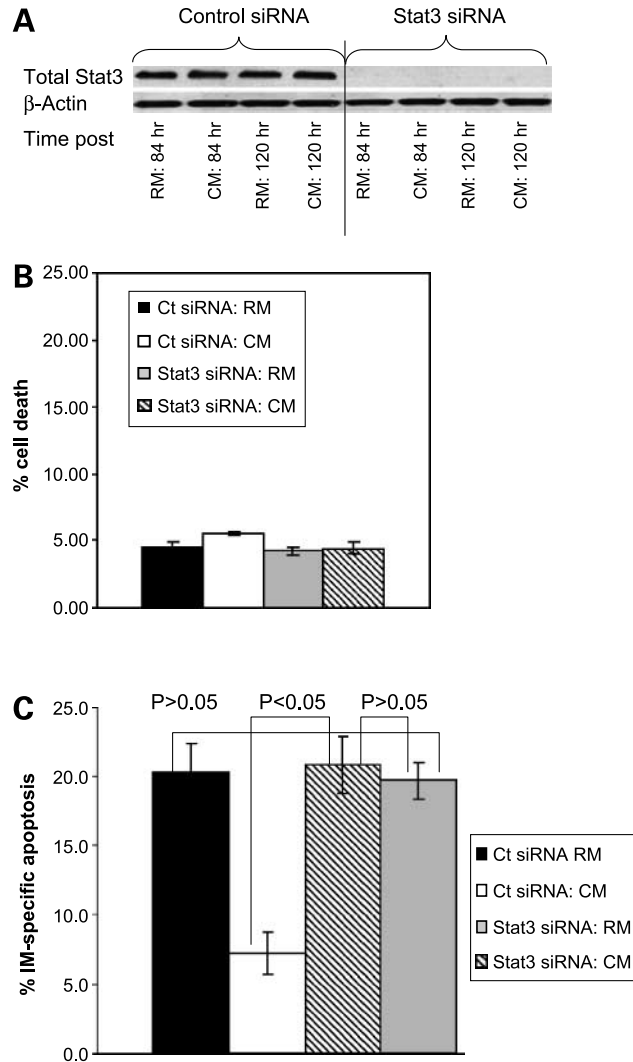 A
Control siRNA
Stat3 siRNA
Total Stat3
β-Actin
Time post
RM: 84 hr
CM: 84 hr
RM: 120 hr
CM: 120 hr
RM: 84 hr
CM: 84 hr
RM: 120 hr
CM: 120 hr
B
25.00
20.00
15.00
10.00
5.00
0.00
% cell death
Ct siRNA: RM
Ct siRNA: CM
Stat3 siRNA: RM
Stat3 siRNA: CM
C
P>0.05
P<0.05
P>0.05
25.0
20.0
15.0
10.0
5.0
0.0
% IM-specific apoptosis
Ct siRNA RM
Ct siRNA: CM
Stat3 siRNA: RM
Stat3 siRNA: CM